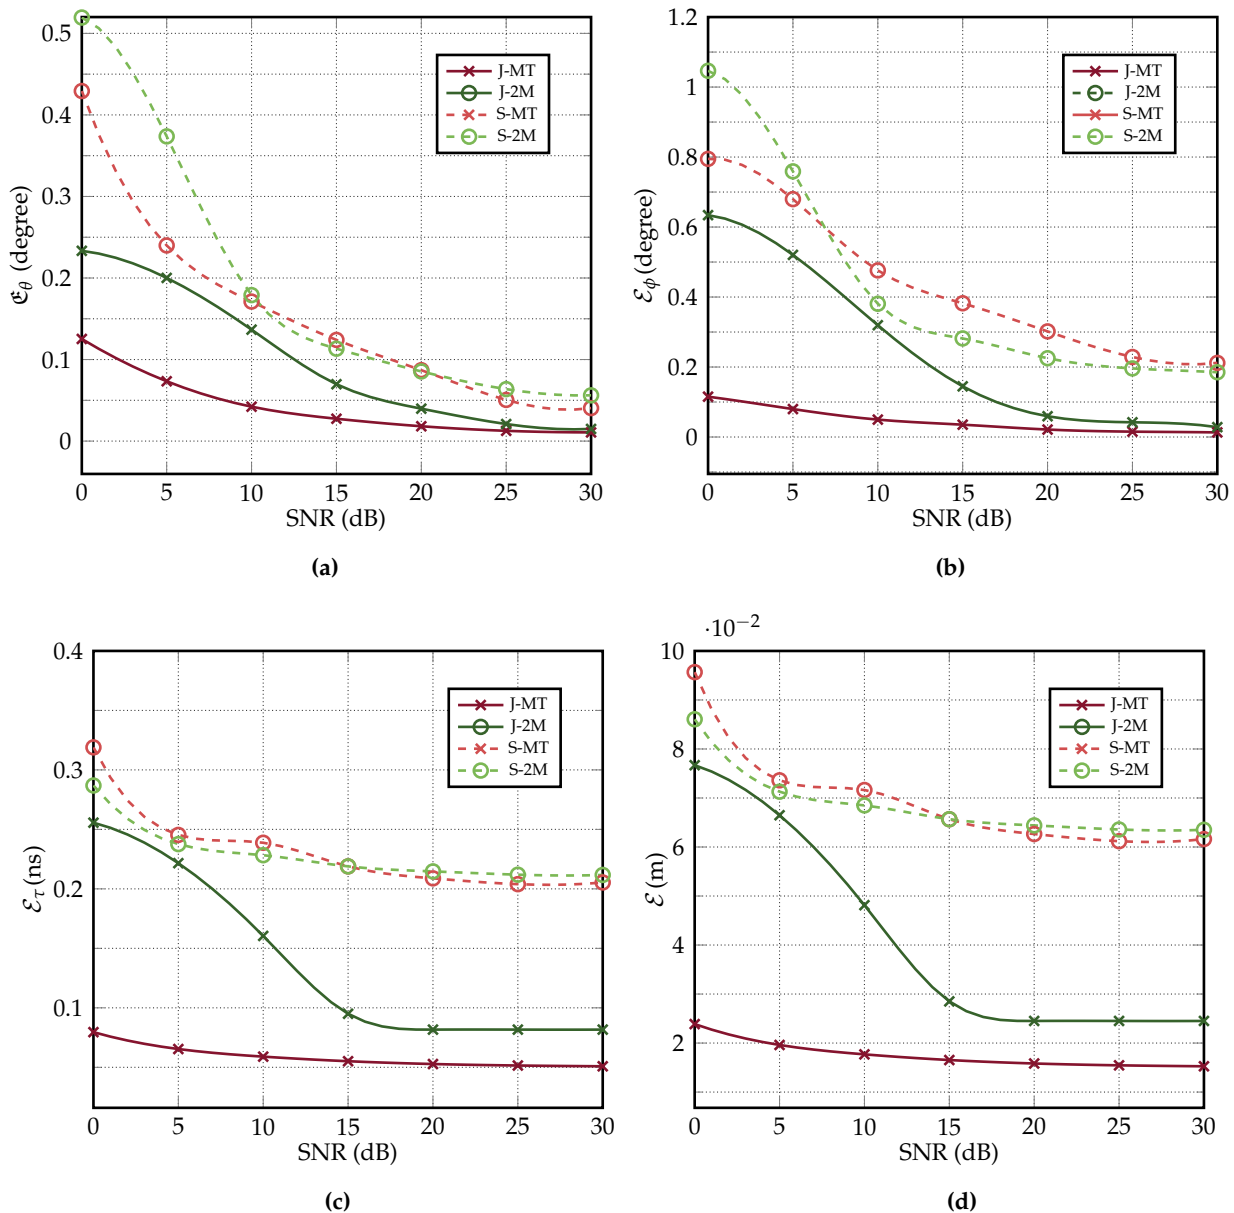 0.5
0.4
0.3
0.2
0.1
0
𝕰θ (degree)
J-MT
J-2M
S-MT
S-2M
0 5 10 15 20 25 30
SNR (dB)
(a)
1.2
1
0.8
0.6
0.4
0.2
0
ℰϕ (degree)
J-MT
J-2M
S-MT
S-2M
0 5 10 15 20 25 30
SNR (dB)
(b)
0.4
0.3
0.2
0.1
ℰτ (ns)
J-MT
J-2M
S-MT
S-2M
0 5 10 15 20 25 30
SNR (dB)
(c)
·10−2
10
8
6
4
2
ℰ (m)
J-MT
J-2M
S-MT
S-2M
0 5 10 15 20 25 30
SNR (dB)
(d)